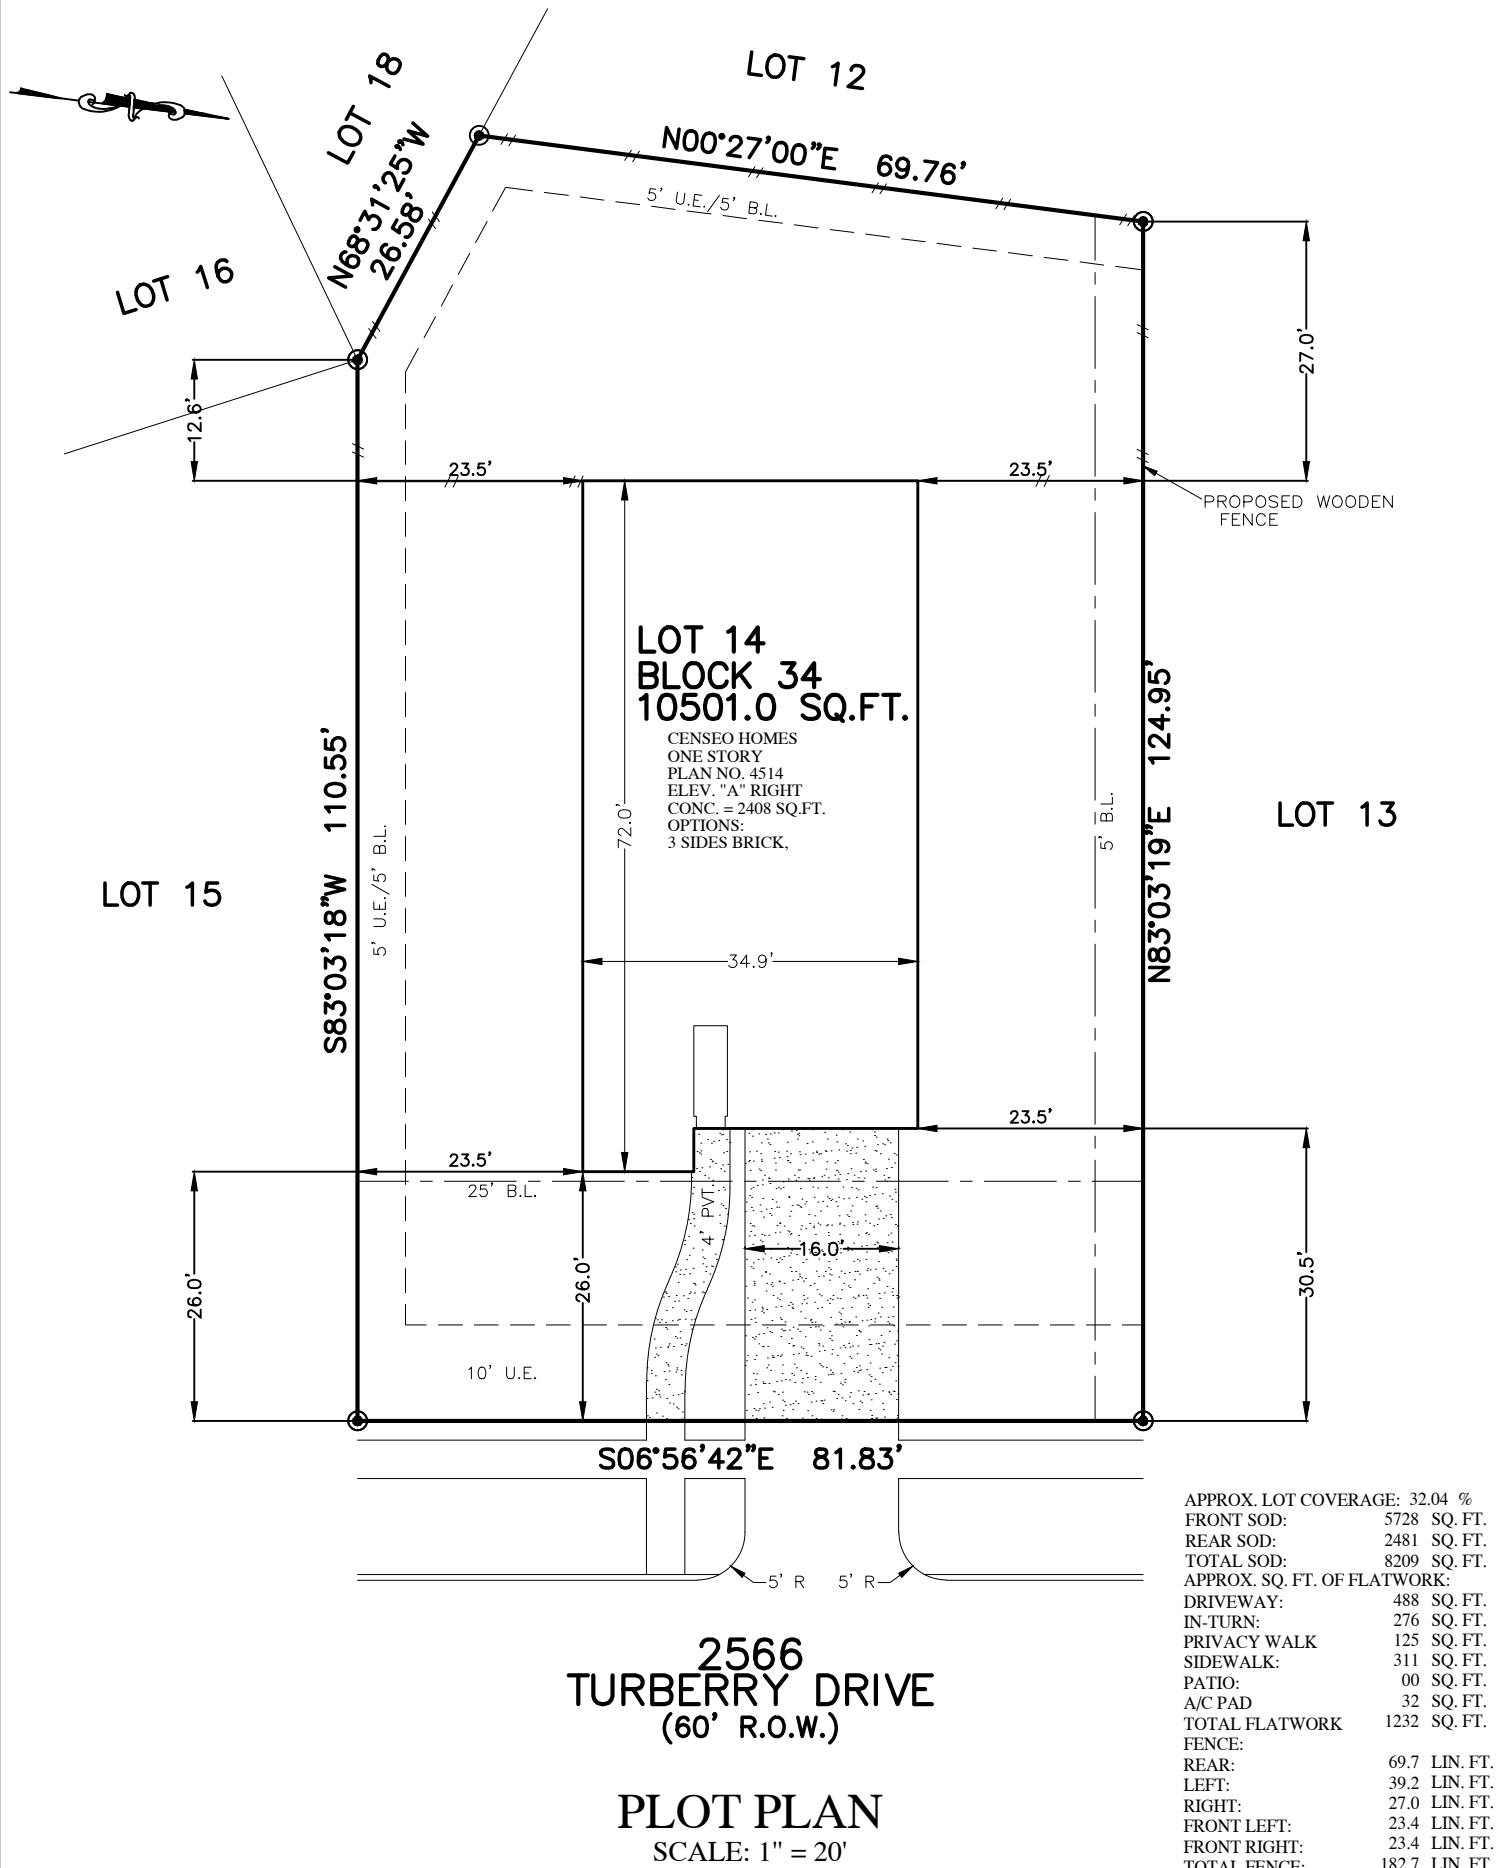 LOT 18
LOT 12
N68°31'25"W
26.58'
N00°27'00"E 69.76'
5' U.E./5' B.L.
LOT 16
12.6'
27.0'
23.5'
23.5'
PROPOSED WOODEN
FENCE
LOT 14
BLOCK 34
10501.0 SQ.FT.
CENSEO HOMES
ONE STORY
PLAN NO. 4514
ELEV. "A" RIGHT
CONC. = 2408 SQ.FT.
OPTIONS:
3 SIDES BRICK,
72.0'
S83°03'18"W 110.55'
5' U.E./5' B.L.
5' B.L.
N83°03'19"E 124.95'
LOT 13
LOT 15
34.9'
23.5'
23.5'
25' B.L.
4' PVT.
16.0'
26.0'
26.0'
30.5'
10' U.E.
S06°56'42"E 81.83'
5' R 5' R
2566
TURBERRY DRIVE
(60' R.O.W.)
PLOT PLAN
SCALE: 1" = 20'
APPROX. LOT COVERAGE: 32.04 %
FRONT SOD: 5728 SQ. FT.
REAR SOD: 2481 SQ. FT.
TOTAL SOD: 8209 SQ. FT.
APPROX. SQ. FT. OF FLATWORK:
DRIVEWAY: 488 SQ. FT.
IN-TURN: 276 SQ. FT.
PRIVACY WALK 125 SQ. FT.
SIDEWALK: 311 SQ. FT.
PATIO: 00 SQ. FT.
A/C PAD 32 SQ. FT.
TOTAL FLATWORK 1232 SQ. FT.
FENCE:
REAR: 69.7 LIN. FT.
LEFT: 39.2 LIN. FT.
RIGHT: 27.0 LIN. FT.
FRONT LEFT: 23.4 LIN. FT.
FRONT RIGHT: 23.4 LIN. FT.
TOTAL FENCE: 182.7 LIN. FT.